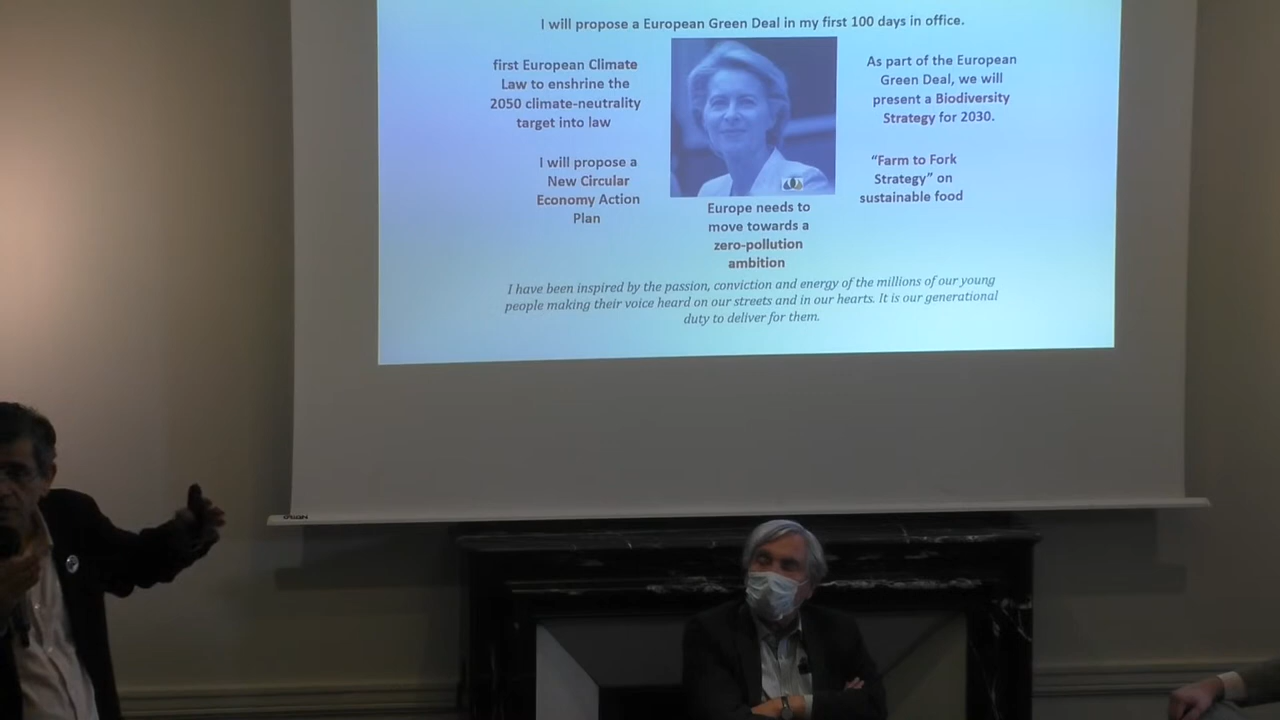 I will propose a European Green Deal in my first 100 days in office.
first European Climate
Law to enshrine the
2050 climate-neutrality
target into law
As part of the European
Green Deal, we will
present a Biodiversity
Strategy for 2030.
I will propose a
New Circular
Economy Action
Plan
“Farm to Fork
Strategy” on
sustainable food
Europe needs to
move towards a
zero-pollution
ambition
I have been inspired by the passion, conviction and energy of the millions of our young
people making their voice heard on our streets and in our hearts. It is our generational
duty to deliver for them.